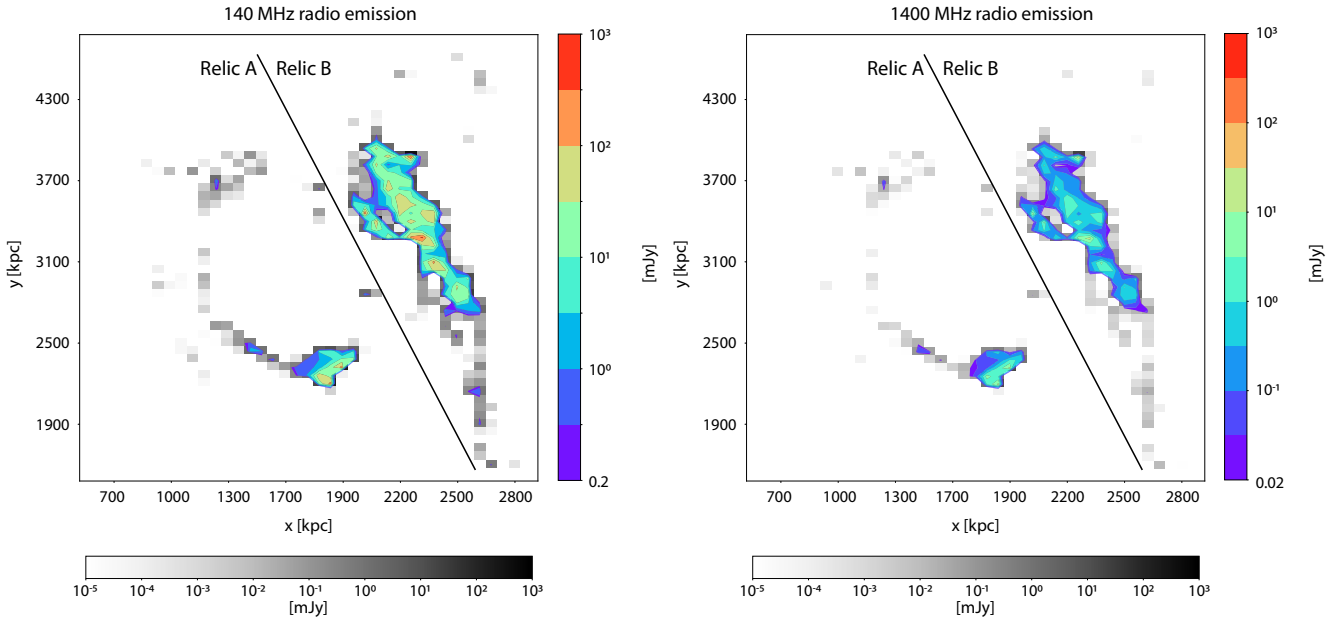 140 MHz radio emission
Relic A
Relic B
4300
3700
3100
2500
1900
y [kpc]
700 1000 1300 1700 1900 2200 2500 2800
x [kpc]
10³
10²
10¹
10⁰
0.2
[mJy]
10⁻⁵ 10⁻⁴ 10⁻³ 10⁻² 10⁻¹ 10⁰ 10¹ 10² 10³
[mJy]
1400 MHz radio emission
Relic A
Relic B
4300
3700
3100
2500
1900
y [kpc]
700 1000 1300 1700 1900 2200 2500 2800
x [kpc]
10³
10²
10¹
10⁰
10⁻¹
0.02
[mJy]
10⁻⁵ 10⁻⁴ 10⁻³ 10⁻² 10⁻¹ 10⁰ 10¹ 10² 10³
[mJy]